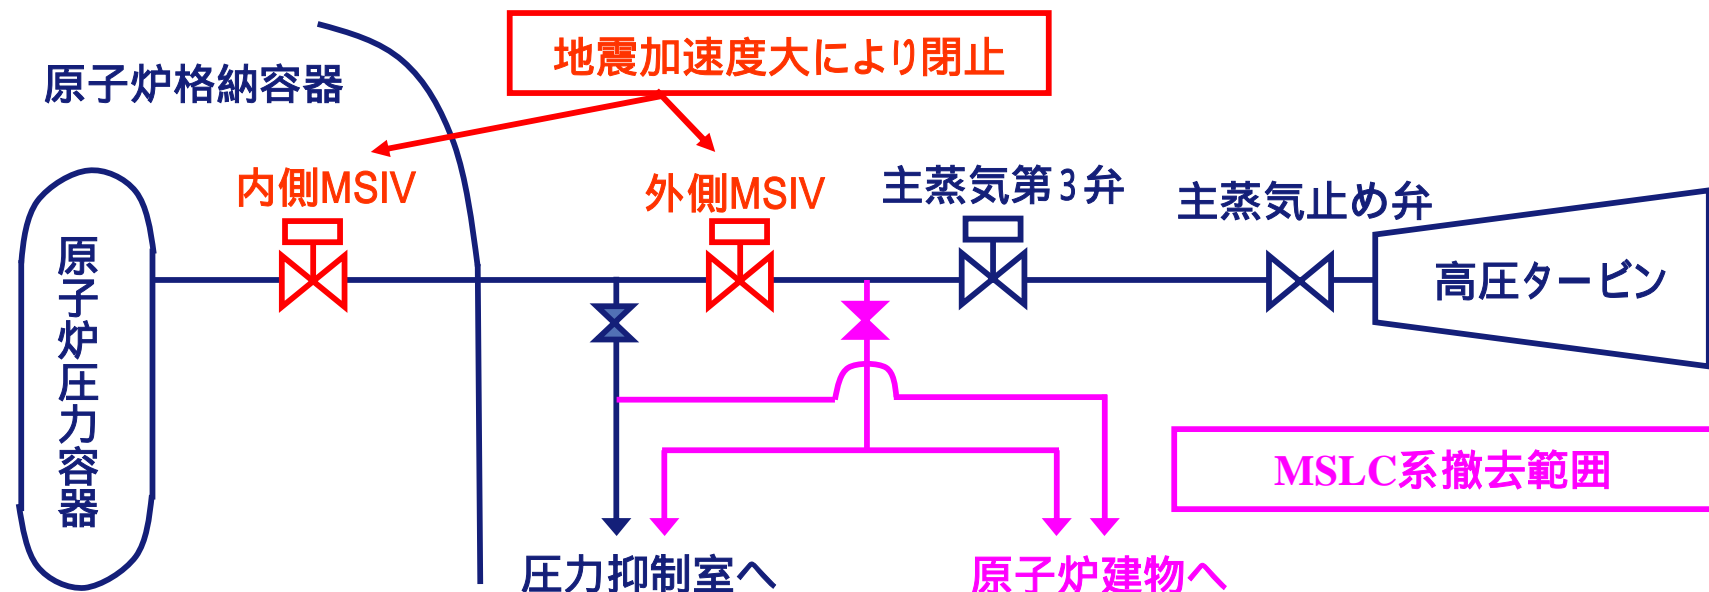 地震加速度大により閉止
原子炉格納容器
内側MSIV
外側MSIV
主蒸気第3弁
主蒸気止め弁
原子炉圧力容器
高圧タービン
MSLC系撤去範囲
圧力抑制室へ
原子炉建物へ